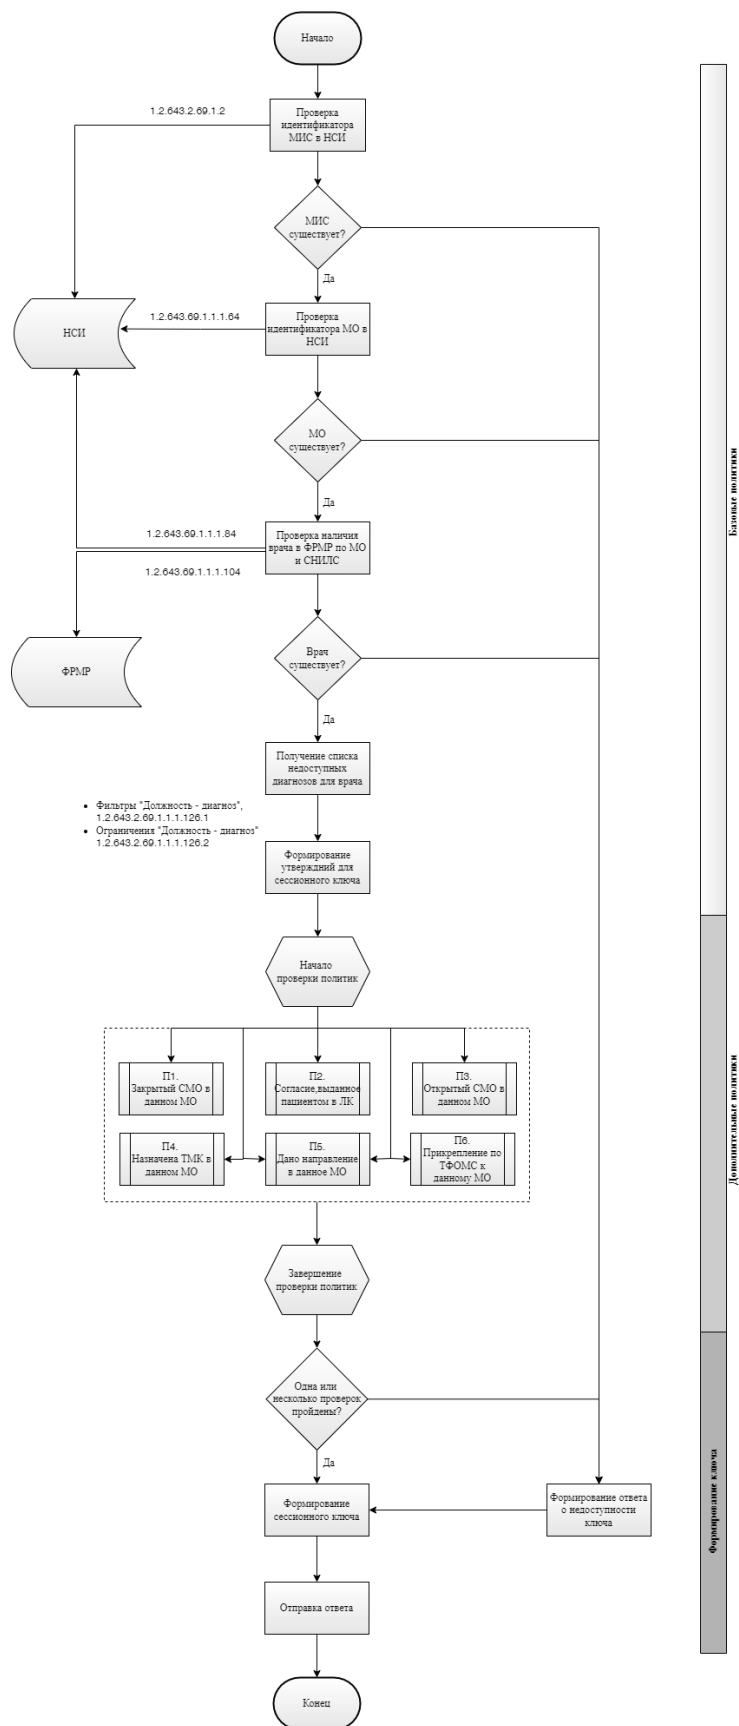 Начало
1.2.643.2.69.1.2
Проверка
идентификатора
МИС в НСИ
МИС
существует?
Да
1.2.643.69.1.1.1.64
Проверка
идентификатора МО в
НСИ
НСИ
МО
существует?
Да
1.2.643.69.1.1.1.84
Проверка наличия
врача в ФРМР по МО
и СНИЛС
1.2.643.69.1.1.1.104
Врач
существует?
ФРМР
Да
Получение списка
недоступных
диагнозов для врача
• Фильтры "Должность - диагноз",
1.2.643.2.69.1.1.1.126.1
• Ограничения "Должность - диагноз"
1.2.643.2.69.1.1.1.126.2
Формирование
утверждний для
сессионного ключа
Базовые политики
Начало
проверки политик
П1.
Закрытый СМО в
данном МО
П2.
Согласие,выданное
пациентом в ЛК
П3.
Открытый СМО в
данном МО
П4.
Назначена ТМК в
данном МО
П5.
Дано направление
в данное МО
П6.
Прикрепление по
ТФОМС к
данному МО
Дополнительные политики
Завершение
проверки политик
Одна или
несколько проверок
пройдены?
Да
Формирование
сессионного ключа
Формирование ответа
о недоступности
ключа
Формирование ключа
Отправка ответа
Конец